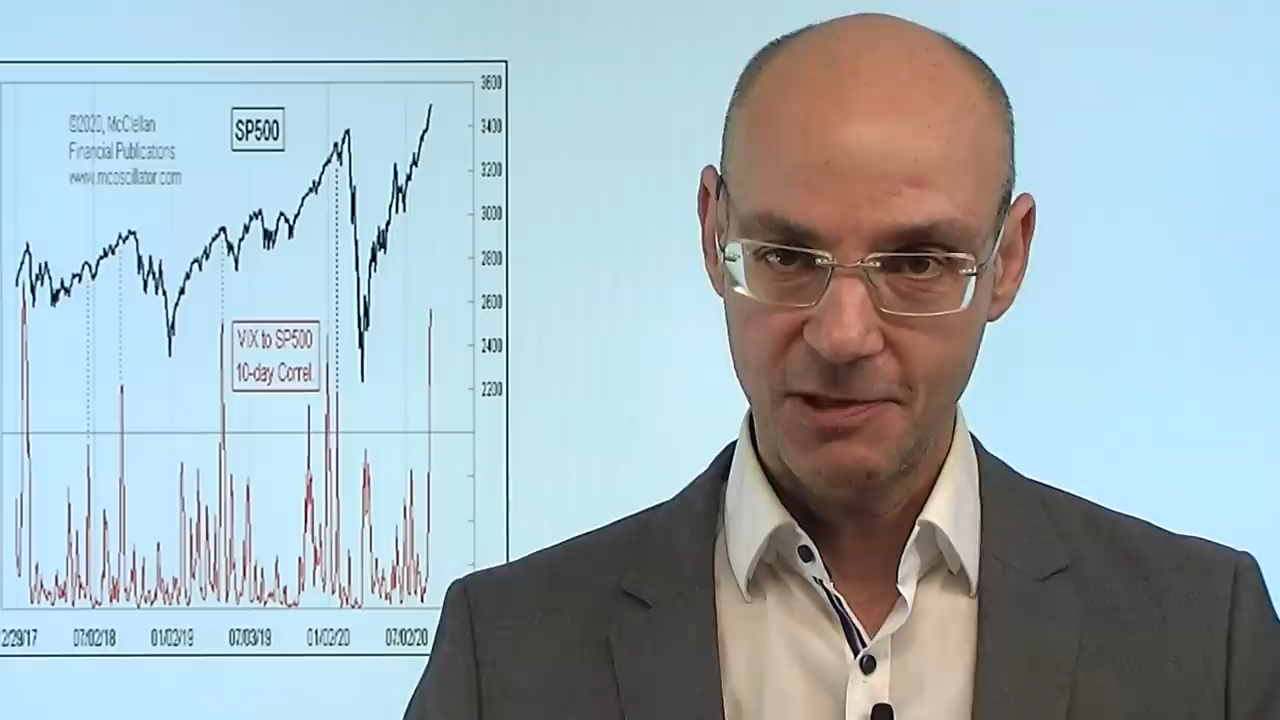 ©2020, McClellan
Financial Publications
www.mcoscillator.com
SP500
VIX to SP500
10-day Correl.
3600
3400
3200
3000
2800
2600
2400
2200
2/29/17 07/02/18 01/02/19 07/03/19 01/02/20 07/02/20